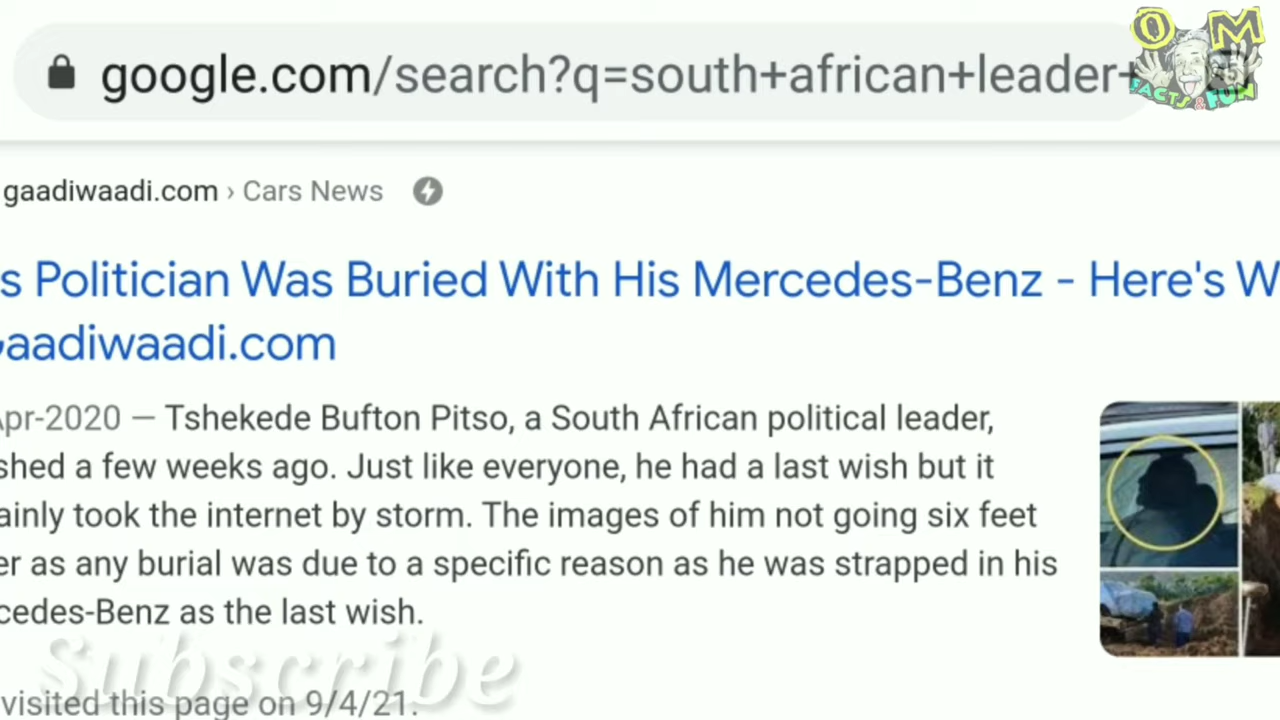 google.com/search?q=south+african+leader+
O M
FACTS & FUN
gaadiwaadi.com › Cars News
s Politician Was Buried With His Mercedes-Benz - Here's W
aadiwaadi.com
Apr-2020 — Tshekede Bufton Pitso, a South African political leader,
shed a few weeks ago. Just like everyone, he had a last wish but it
ainly took the internet by storm. The images of him not going six feet
er as any burial was due to a specific reason as he was strapped in his
cedes-Benz as the last wish.
Subscribe
visited this page on 9/4/21.